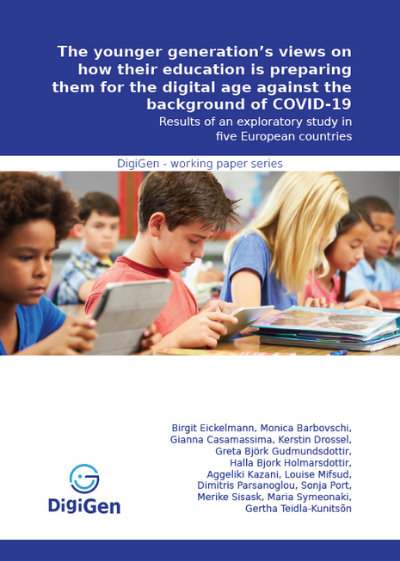 The younger generation’s views on
how their education is preparing
them for the digital age against the
background of COVID-19
Results of an exploratory study in
five European countries
DigiGen - working paper series
Birgit Eickelmann, Monica Barbovschi,
Gianna Casamassima, Kerstin Drossel,
Greta Björk Gudmundsdottir,
Halla Bjork Holmarsdottir,
Aggeliki Kazani, Louise Mifsud,
Dimitris Parsanoglou, Sonja Port,
Merike Sisask, Maria Symeonaki,
Gertha Teidla-Kunitsõn
DigiGen